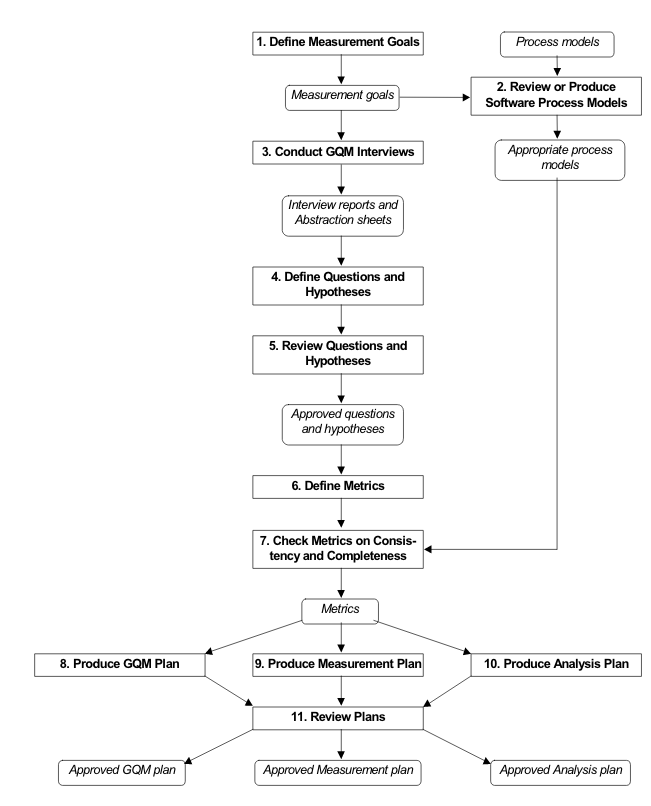 1. Define Measurement Goals
Process models
Measurement goals
2. Review or Produce
Software Process Models
3. Conduct GQM Interviews
Appropriate process
models
Interview reports and
Abstraction sheets
4. Define Questions and
Hypotheses
5. Review Questions and
Hypotheses
Approved questions
and hypotheses
6. Define Metrics
7. Check Metrics on Consis-
tency and Completeness
Metrics
8. Produce GQM Plan
9. Produce Measurement Plan
10. Produce Analysis Plan
11. Review Plans
Approved GQM plan
Approved Measurement plan
Approved Analysis plan